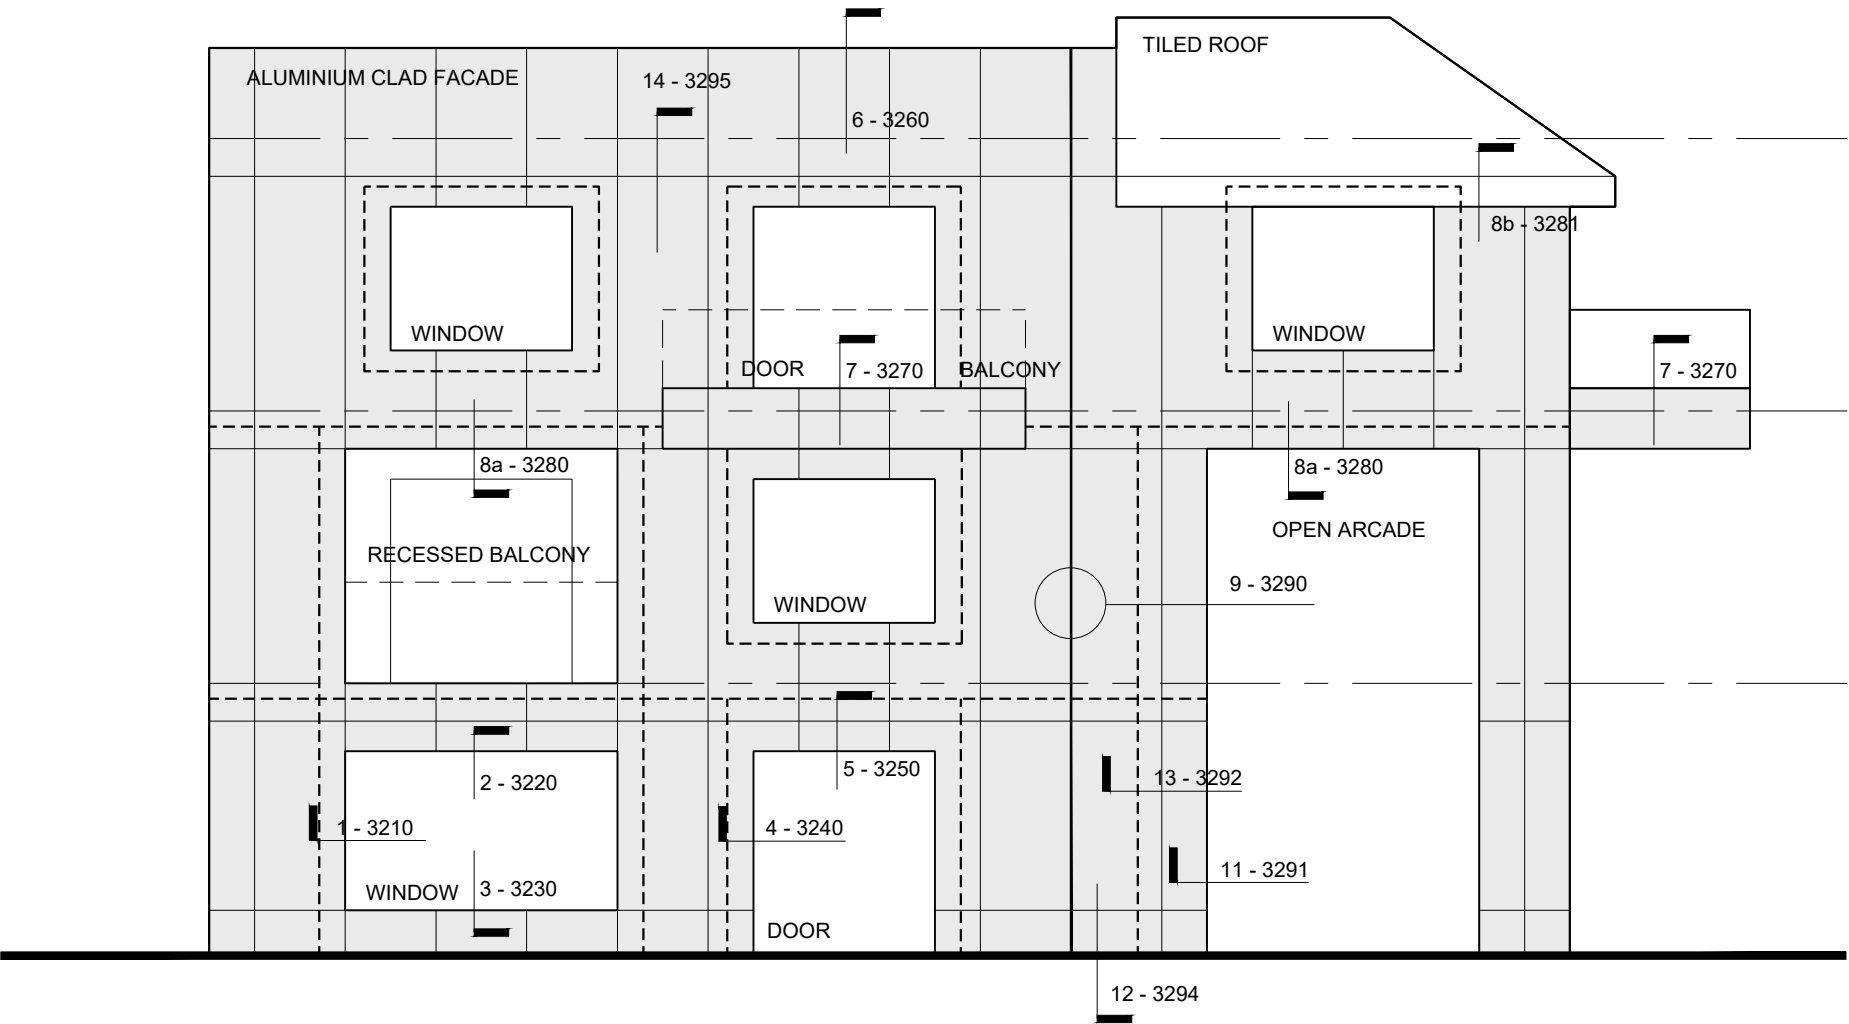 TILED ROOF
ALUMINIUM CLAD FACADE
14 - 3295
6 - 3260
8b - 3281
WINDOW
WINDOW
DOOR
7 - 3270
BALCONY
7 - 3270
8a - 3280
8a - 3280
OPEN ARCADE
RECESSED BALCONY
9 - 3290
WINDOW
5 - 3250
13 - 3292
2 - 3220
1 - 3210
4 - 3240
11 - 3291
WINDOW
3 - 3230
DOOR
12 - 3294